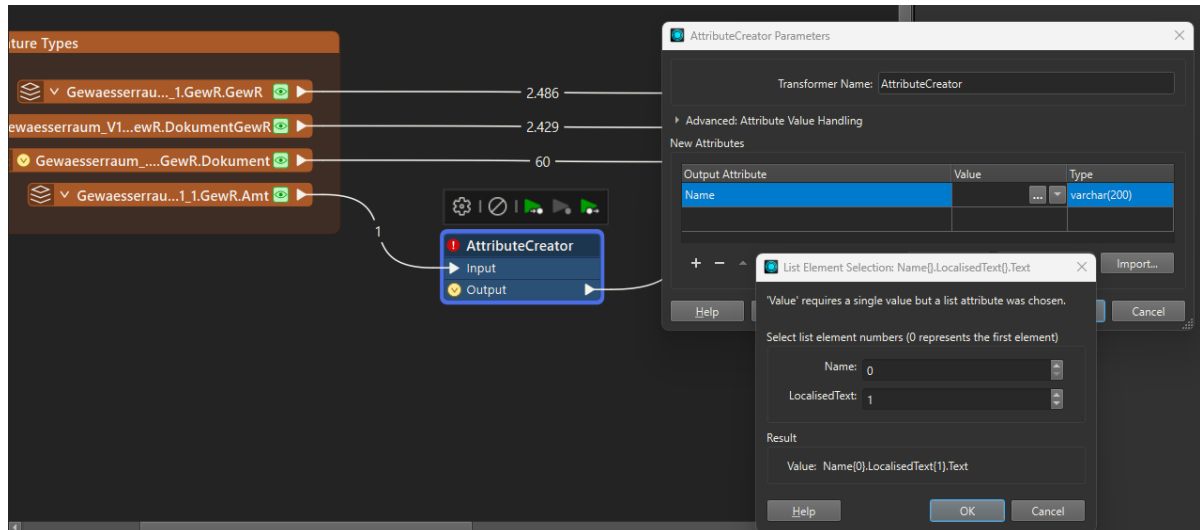 ture Types
Gewaesserrau..._1.GewR.GewR
ewaesserraum_V1...ewR.DokumentGewR
Gewaesserraum_....GewR.Dokument
Gewaesserrau...1_1.GewR.Amt
2.486
2.429
60
1
AttributeCreator
Input
Output
AttributeCreator Parameters
Transformer Name: AttributeCreator
Advanced: Attribute Value Handling
New Attributes
Output Attribute Value Type
Name ... varchar(200)
Import...
Help Cancel
List Element Selection: Name{}.LocalisedText{}.Text
'Value' requires a single value but a list attribute was chosen.
Select list element numbers (0 represents the first element)
Name: 0
LocalisedText: 1
Result
Value: Name{0}.LocalisedText{1}.Text
Help OK Cancel